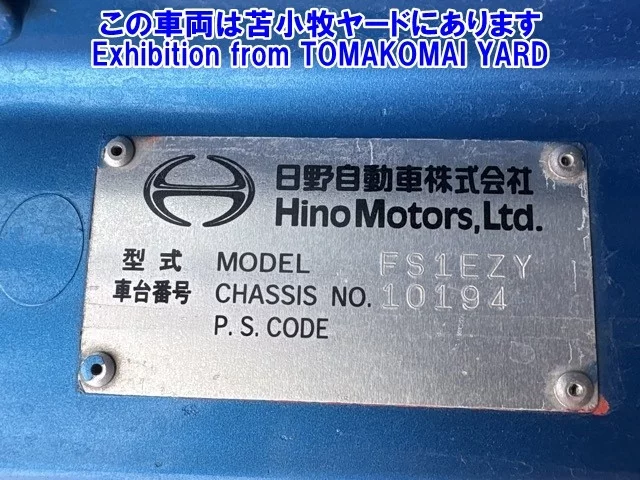 この車両は苫小牧ヤードにあります
Exhibition from TOMAKOMAI YARD
日野自動車株式会社
Hino Motors, Ltd.
型式 MODEL FS1EZY
車台番号 CHASSIS NO. 10194
P. S. CODE